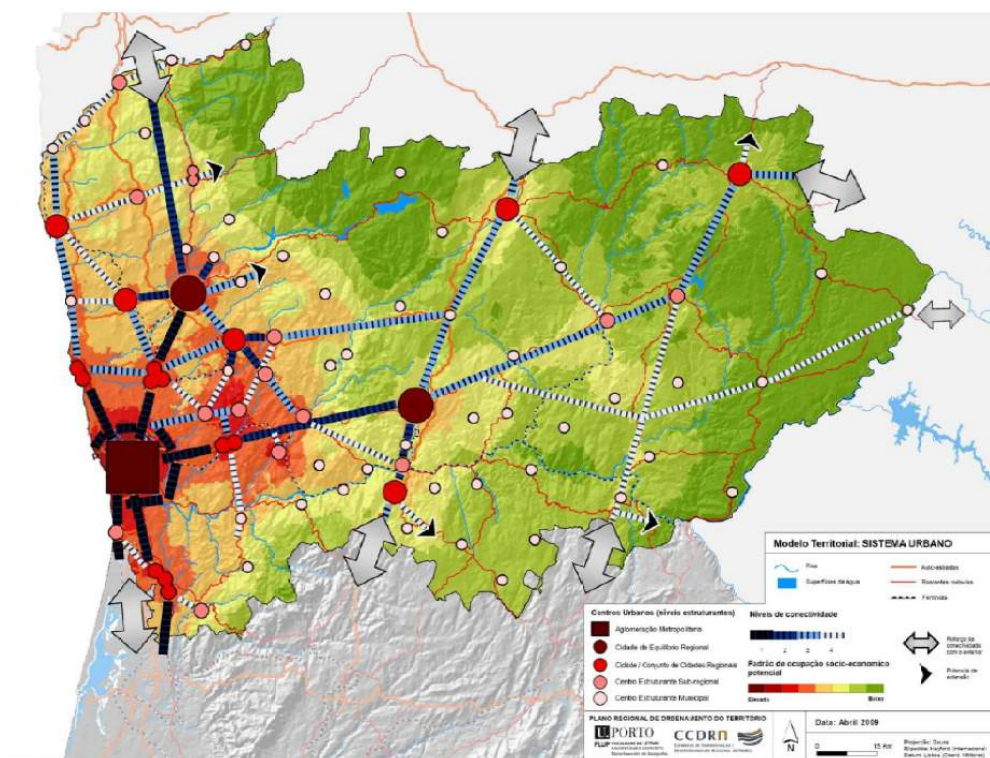 Modelo Territorial: SISTEMA URBANO
Rios
Superfícies de água
Auto-estradas
Ferrovias
Centros Urbanos (níveis estruturantes)
Aglomeração Metropolitana
Cidade de Equilíbrio Regional
Cidade / Conjunto de Cidades Regionais
Centro Estruturante Sub-regional
Centro Estruturante Municipal
Níveis de conectividade
1 2 3 4
Padrão de ocupação sócio-económico
potencial
Elevado
Baixo
Reforço da
conectividade
com o exterior
Potencial de
extensão
PLANO REGIONAL DE ORDENAMENTO DO TERRITÓRIO
U.PORTO
CCDRn
N
Data: Abril 2009
0 15 Km